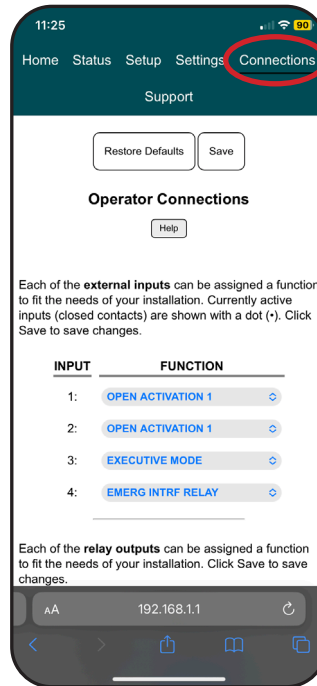 11:25
90
Home Status Setup Settings Connections
Support
Restore Defaults Save
Operator Connections
Help
Each of the external inputs can be assigned a function
to fit the needs of your installation. Currently active
inputs (closed contacts) are shown with a dot (•). Click
Save to save changes.
INPUT FUNCTION
1: OPEN ACTIVATION 1
2: OPEN ACTIVATION 1
3: EXECUTIVE MODE
4: EMERG INTRF RELAY
Each of the relay outputs can be assigned a function
to fit the needs of your installation. Click Save to save
changes.
AA 192.168.1.1